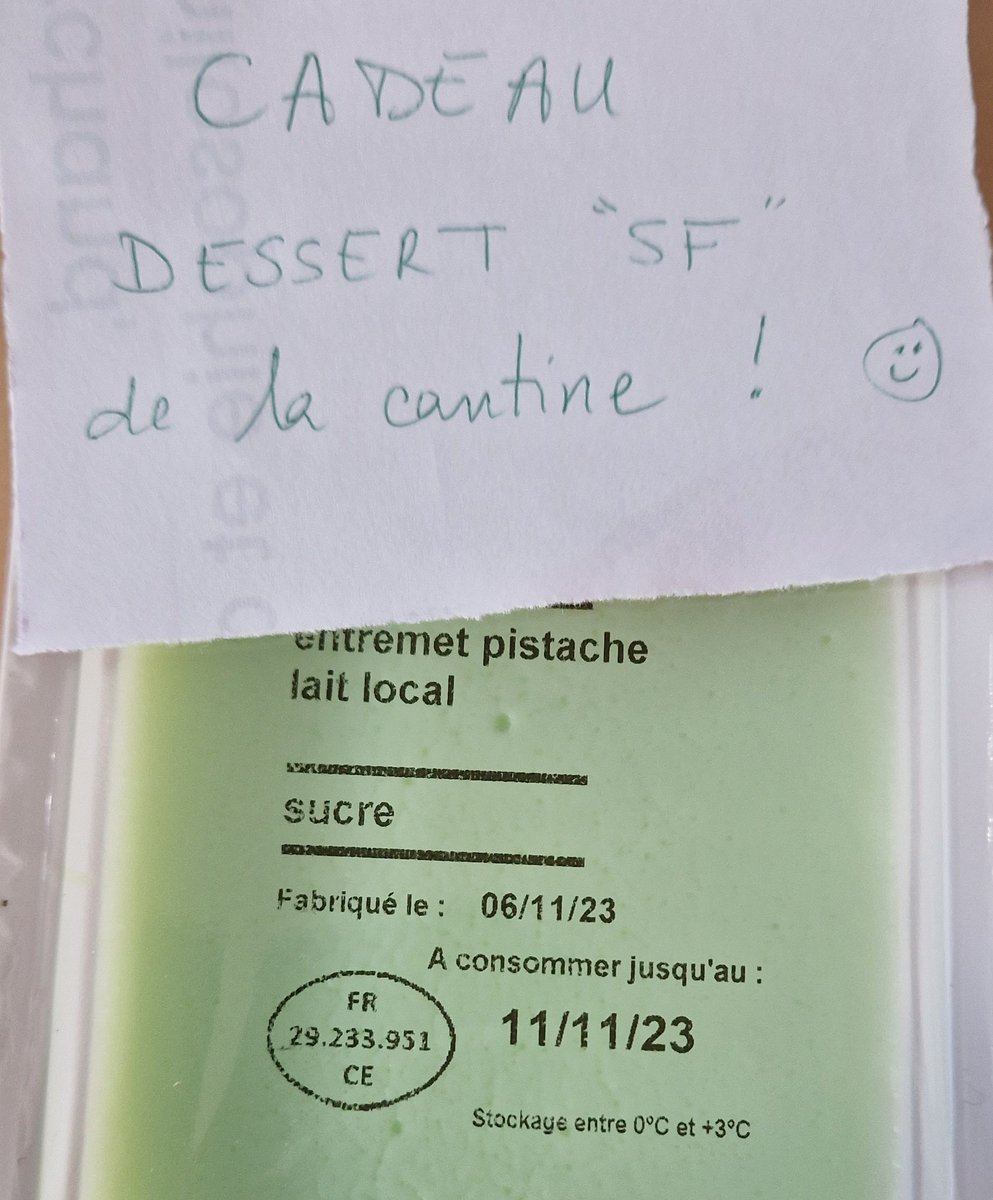 CADEAU
DESSERT "SF"
de la cantine !
entremet pistache
lait local
sucre
Fabriqué le : 06/11/23
A consommer jusqu'au :
11/11/23
FR
29.233.951
CE
Stockage entre 0°C et +3°C